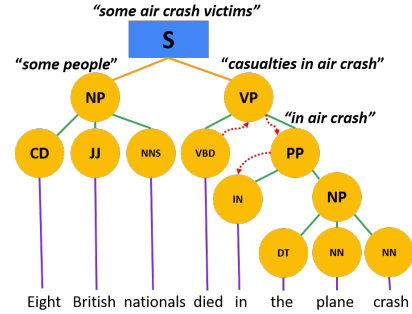 “some air crash victims”
S
“some people”
“casualties in air crash”
NP
VP
“in air crash”
CD
JJ
NNS
VBD
PP
IN
NP
DT
NN
NN
Eight British nationals died in the plane crash